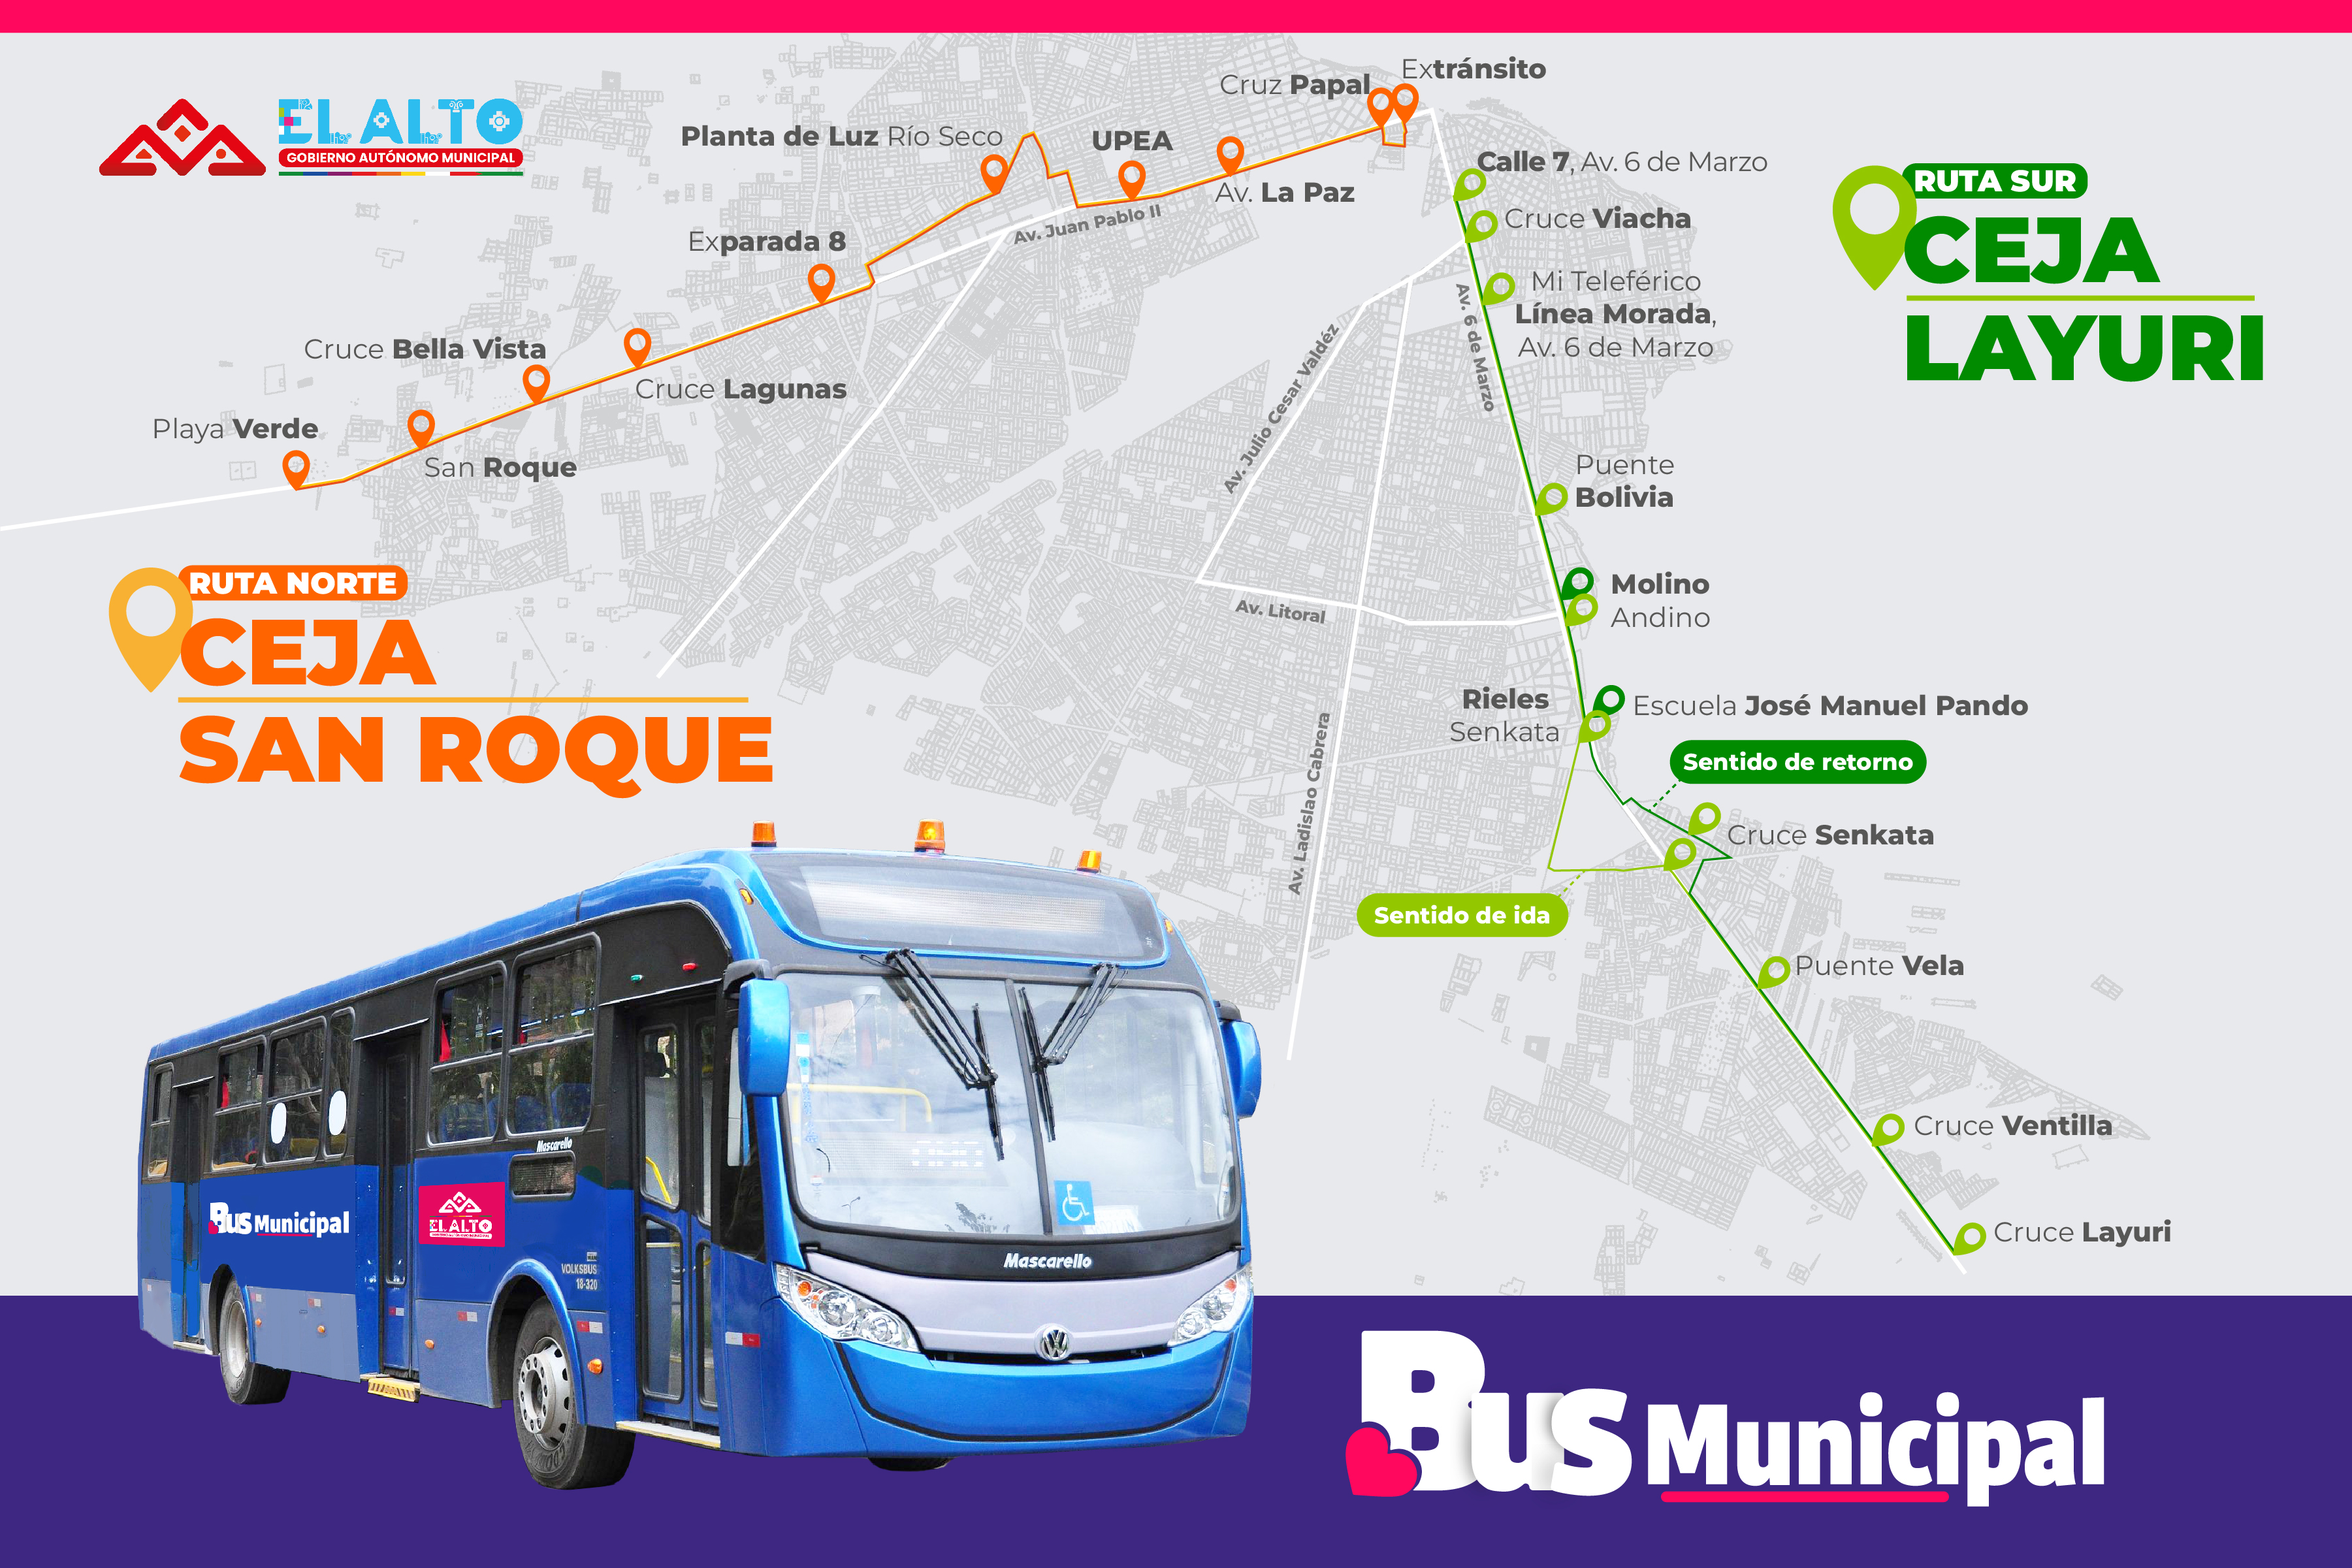 EL ALTO
GOBIERNO AUTÓNOMO MUNICIPAL
Extránsito
Cruz Papal
Planta de Luz Río Seco
UPEA
Av. La Paz
Av. Juan Pablo II
Exparada 8
Cruce Bella Vista
Cruce Lagunas
Playa Verde
San Roque
Calle 7, Av. 6 de Marzo
Cruce Viacha
Mi Teleférico
Línea Morada,
Av. 6 de Marzo
Av. 6 de Marzo
Av. Julio Cesar Valdéz
RUTA SUR
CEJA
LAYURI
Puente
Bolivia
Molino
Andino
Av. Litoral
RUTA NORTE
CEJA
SAN ROQUE
Rieles
Senkata
Escuela José Manuel Pando
Sentido de retorno
Av. Ladislao Cabrera
Cruce Senkata
Sentido de ida
Puente Vela
Cruce Ventilla
Cruce Layuri
Mascarello
Bus Municipal
EL ALTO
VOLKSBUS
18-320
Mascarello
Bus Municipal